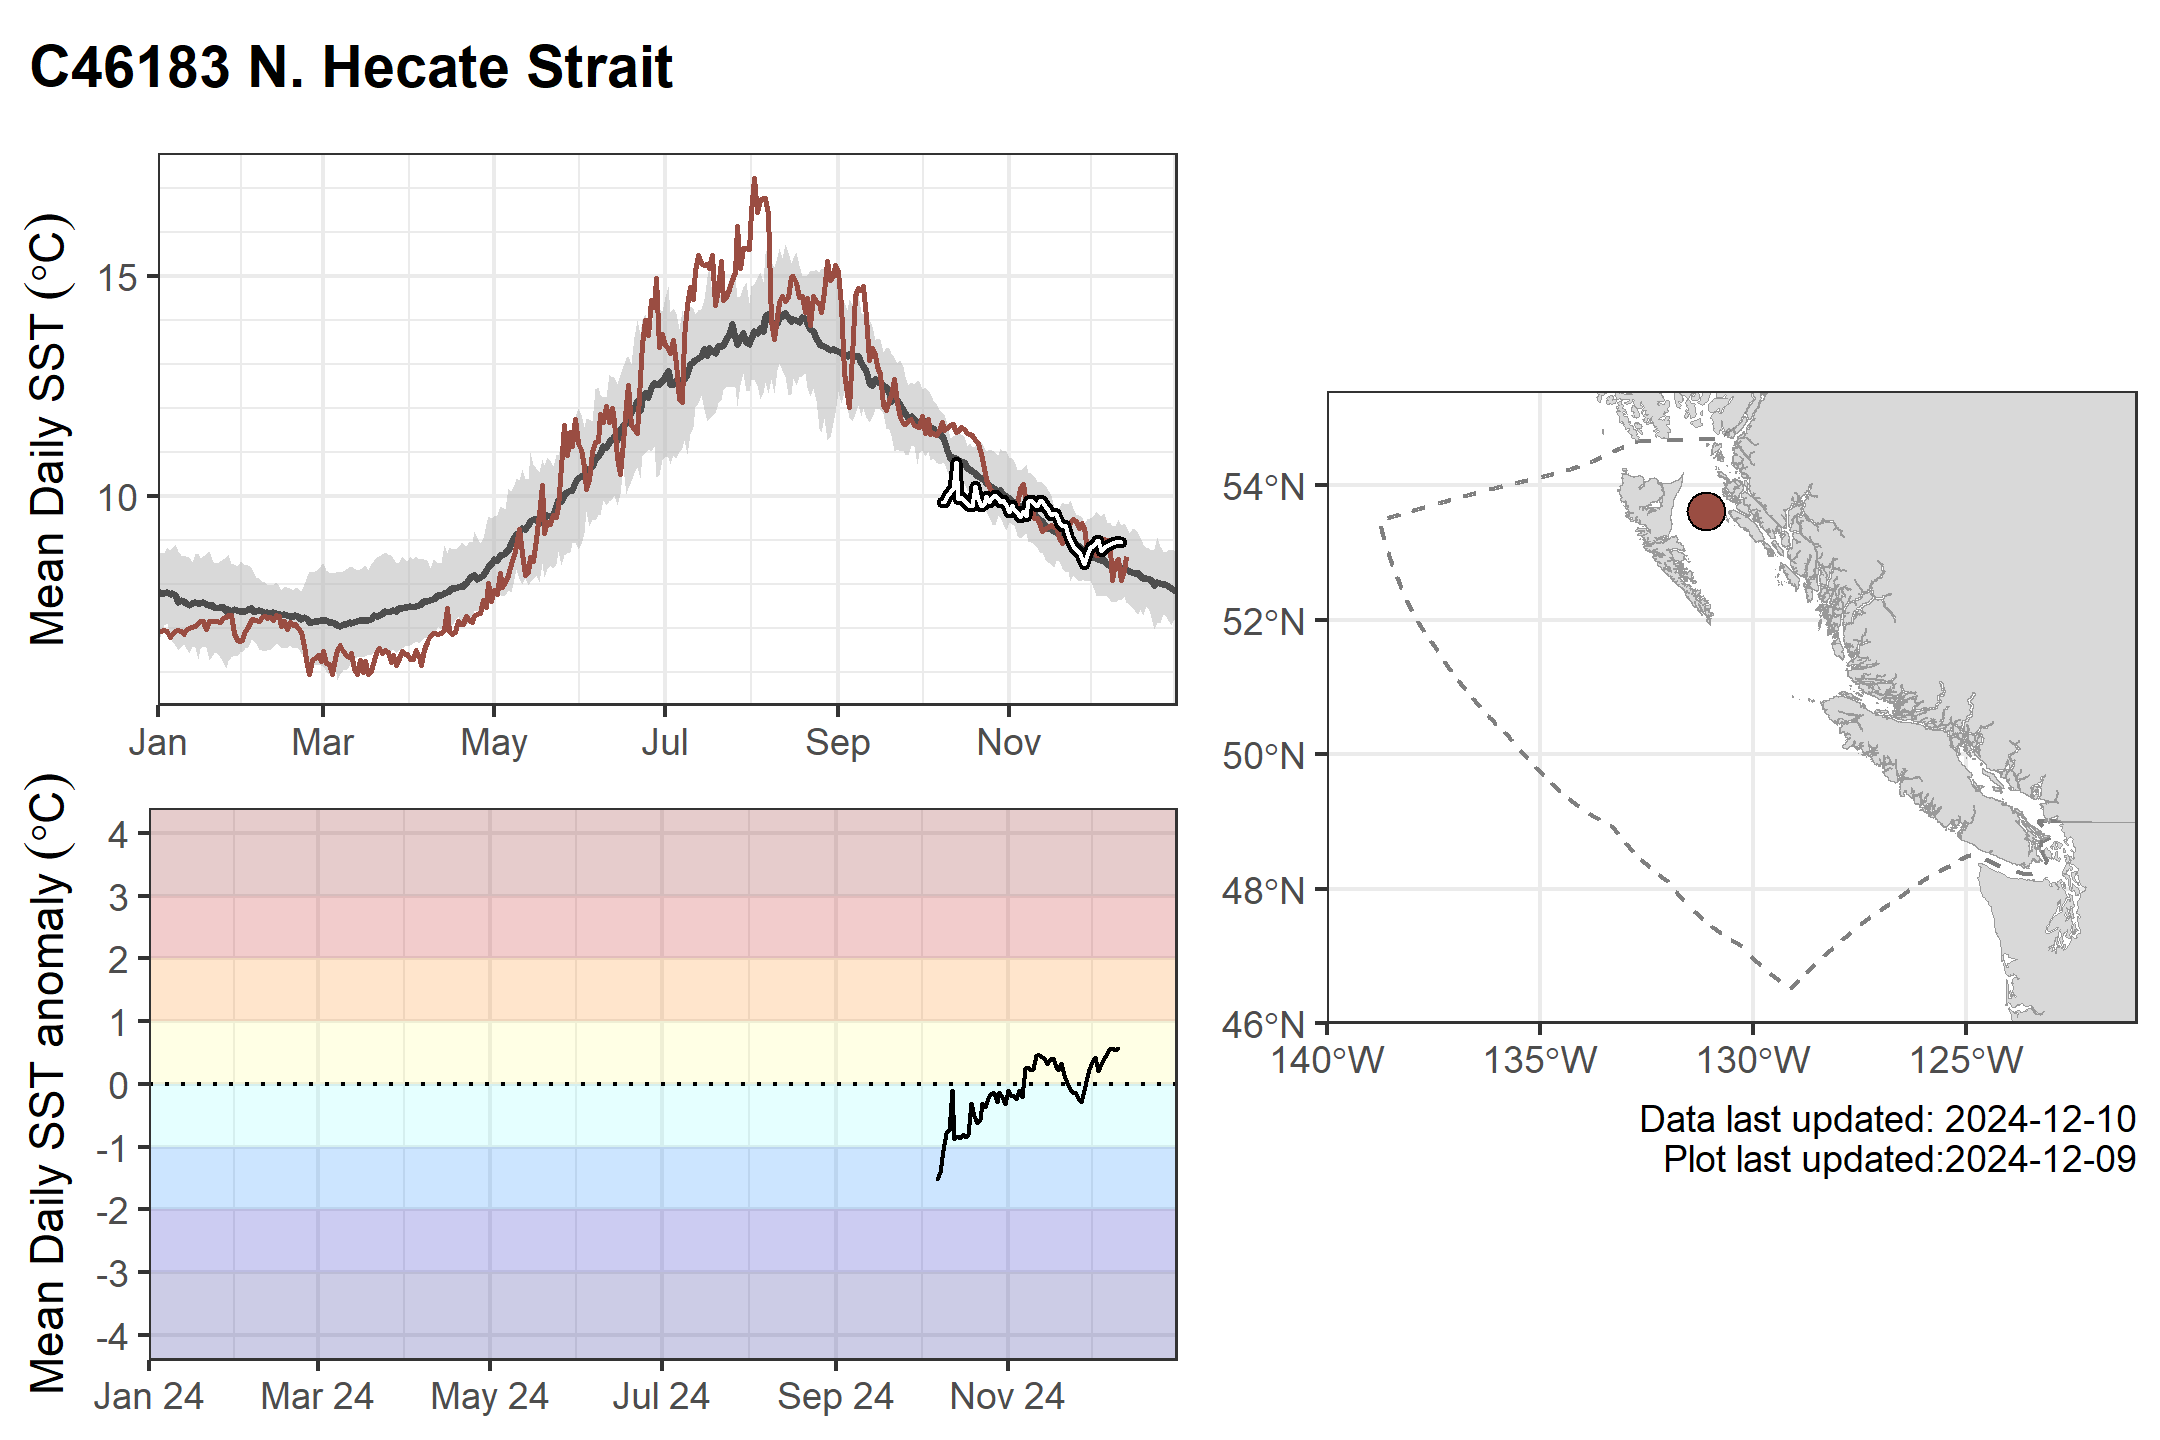 C46183 N. Hecate Strait
Mean Daily SST (°C)
15
10
Jan Mar May Jul Sep Nov
Mean Daily SST anomaly (°C)
4
3
2
1
0
-1
-2
-3
-4
Jan 24 Mar 24 May 24 Jul 24 Sep 24 Nov 24
54°N
52°N
50°N
48°N
46°N
140°W 135°W 130°W 125°W
Data last updated: 2024-12-10
Plot last updated:2024-12-09